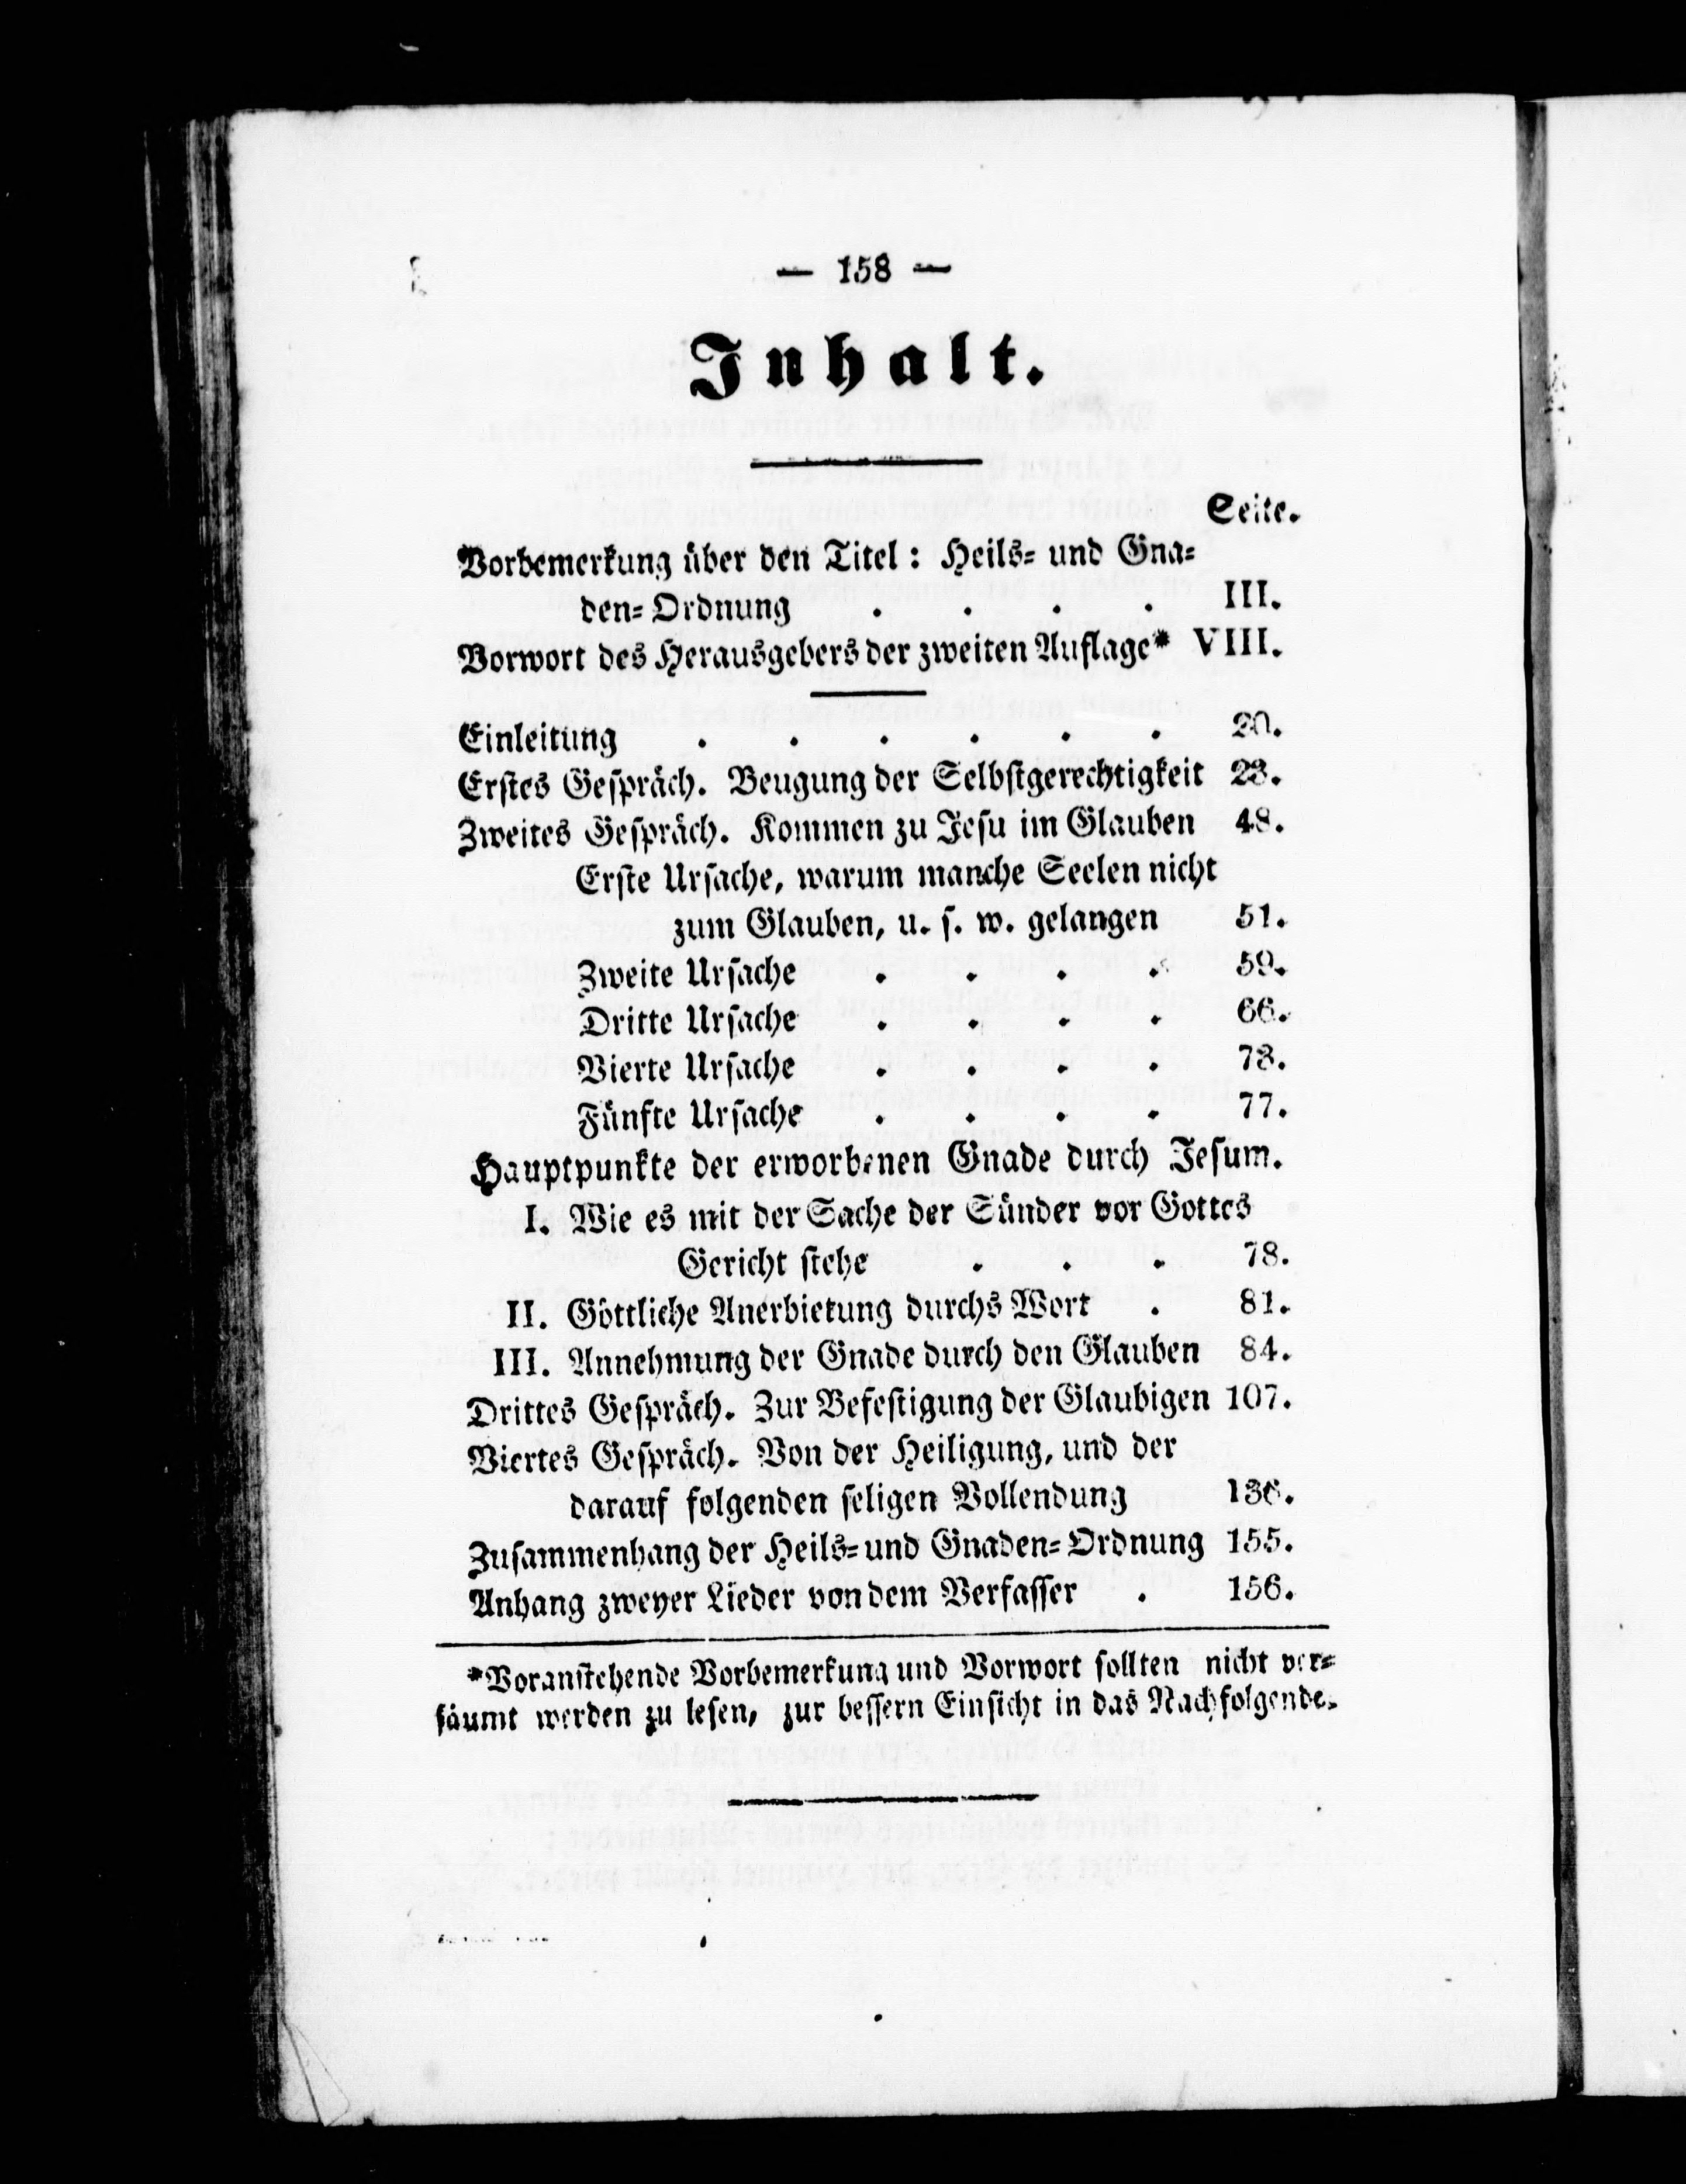 — 158 —
Inhalt.
Seite.
Vorbemerkung über den Titel: Heils- und Gna-
den-Ordnung . . . . III.
Vorwort des Herausgebers der zweiten Auflage* VIII.
Einleitung . . . . . . 20.
Erstes Gespräch. Beugung der Selbstgerechtigkeit 23.
Zweites Gespräch. Kommen zu Jesu im Glauben 48.
Erste Ursache, warum manche Seelen nicht
zum Glauben, u. s. w. gelangen 51.
Zweite Ursache . . . . 59.
Dritte Ursache . . . . 66.
Vierte Ursache . . . . 73.
Fünfte Ursache . . . . 77.
Hauptpunkte der erworbenen Gnade durch Jesum.
I. Wie es mit der Sache der Sünder vor Gottes
Gericht stehe . . . 78.
II. Göttliche Anerbietung durchs Wort . 81.
III. Annehmung der Gnade durch den Glauben 84.
Drittes Gespräch. Zur Befestigung der Glaubigen 107.
Viertes Gespräch. Von der Heiligung, und der
darauf folgenden seligen Vollendung 136.
Zusammenhang der Heils- und Gnaden-Ordnung 155.
Anhang zweyer Lieder von dem Verfasser . 156.
*Voranstehende Vorbemerkung und Vorwort sollten nicht ver-
säumt werden zu lesen, zur bessern Einsicht in das Nachfolgende.